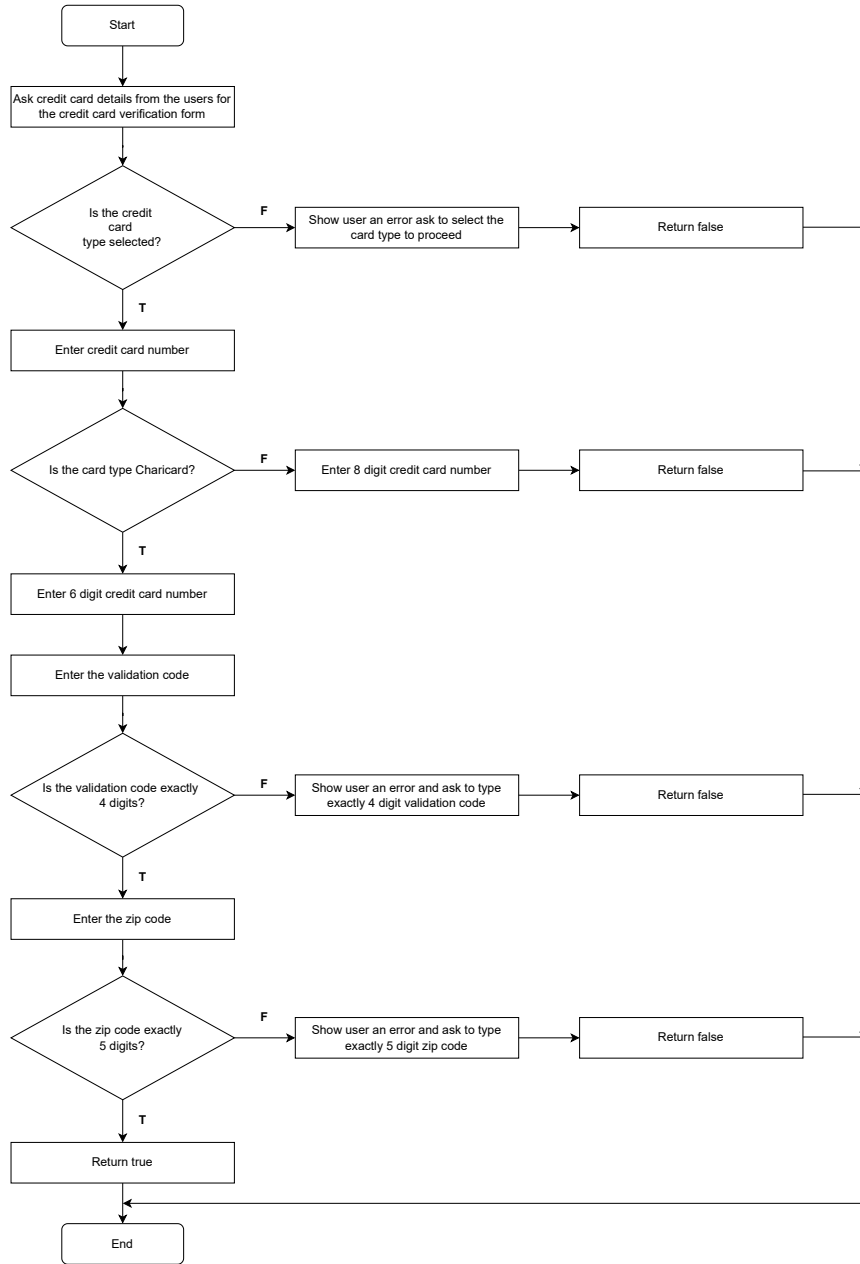 Start
Ask credit card details from the users for
the credit card verification form
Is the credit
card
type selected?
F
Show user an error ask to select the
card type to proceed
Return false
T
Enter credit card number
Is the card type Charicard?
F
Enter 8 digit credit card number
Return false
T
Enter 6 digit credit card number
Enter the validation code
Is the validation code exactly
4 digits?
F
Show user an error and ask to type
exactly 4 digit validation code
Return false
T
Enter the zip code
Is the zip code exactly
5 digits?
F
Show user an error and ask to type
exactly 5 digit zip code
Return false
T
Return true
End